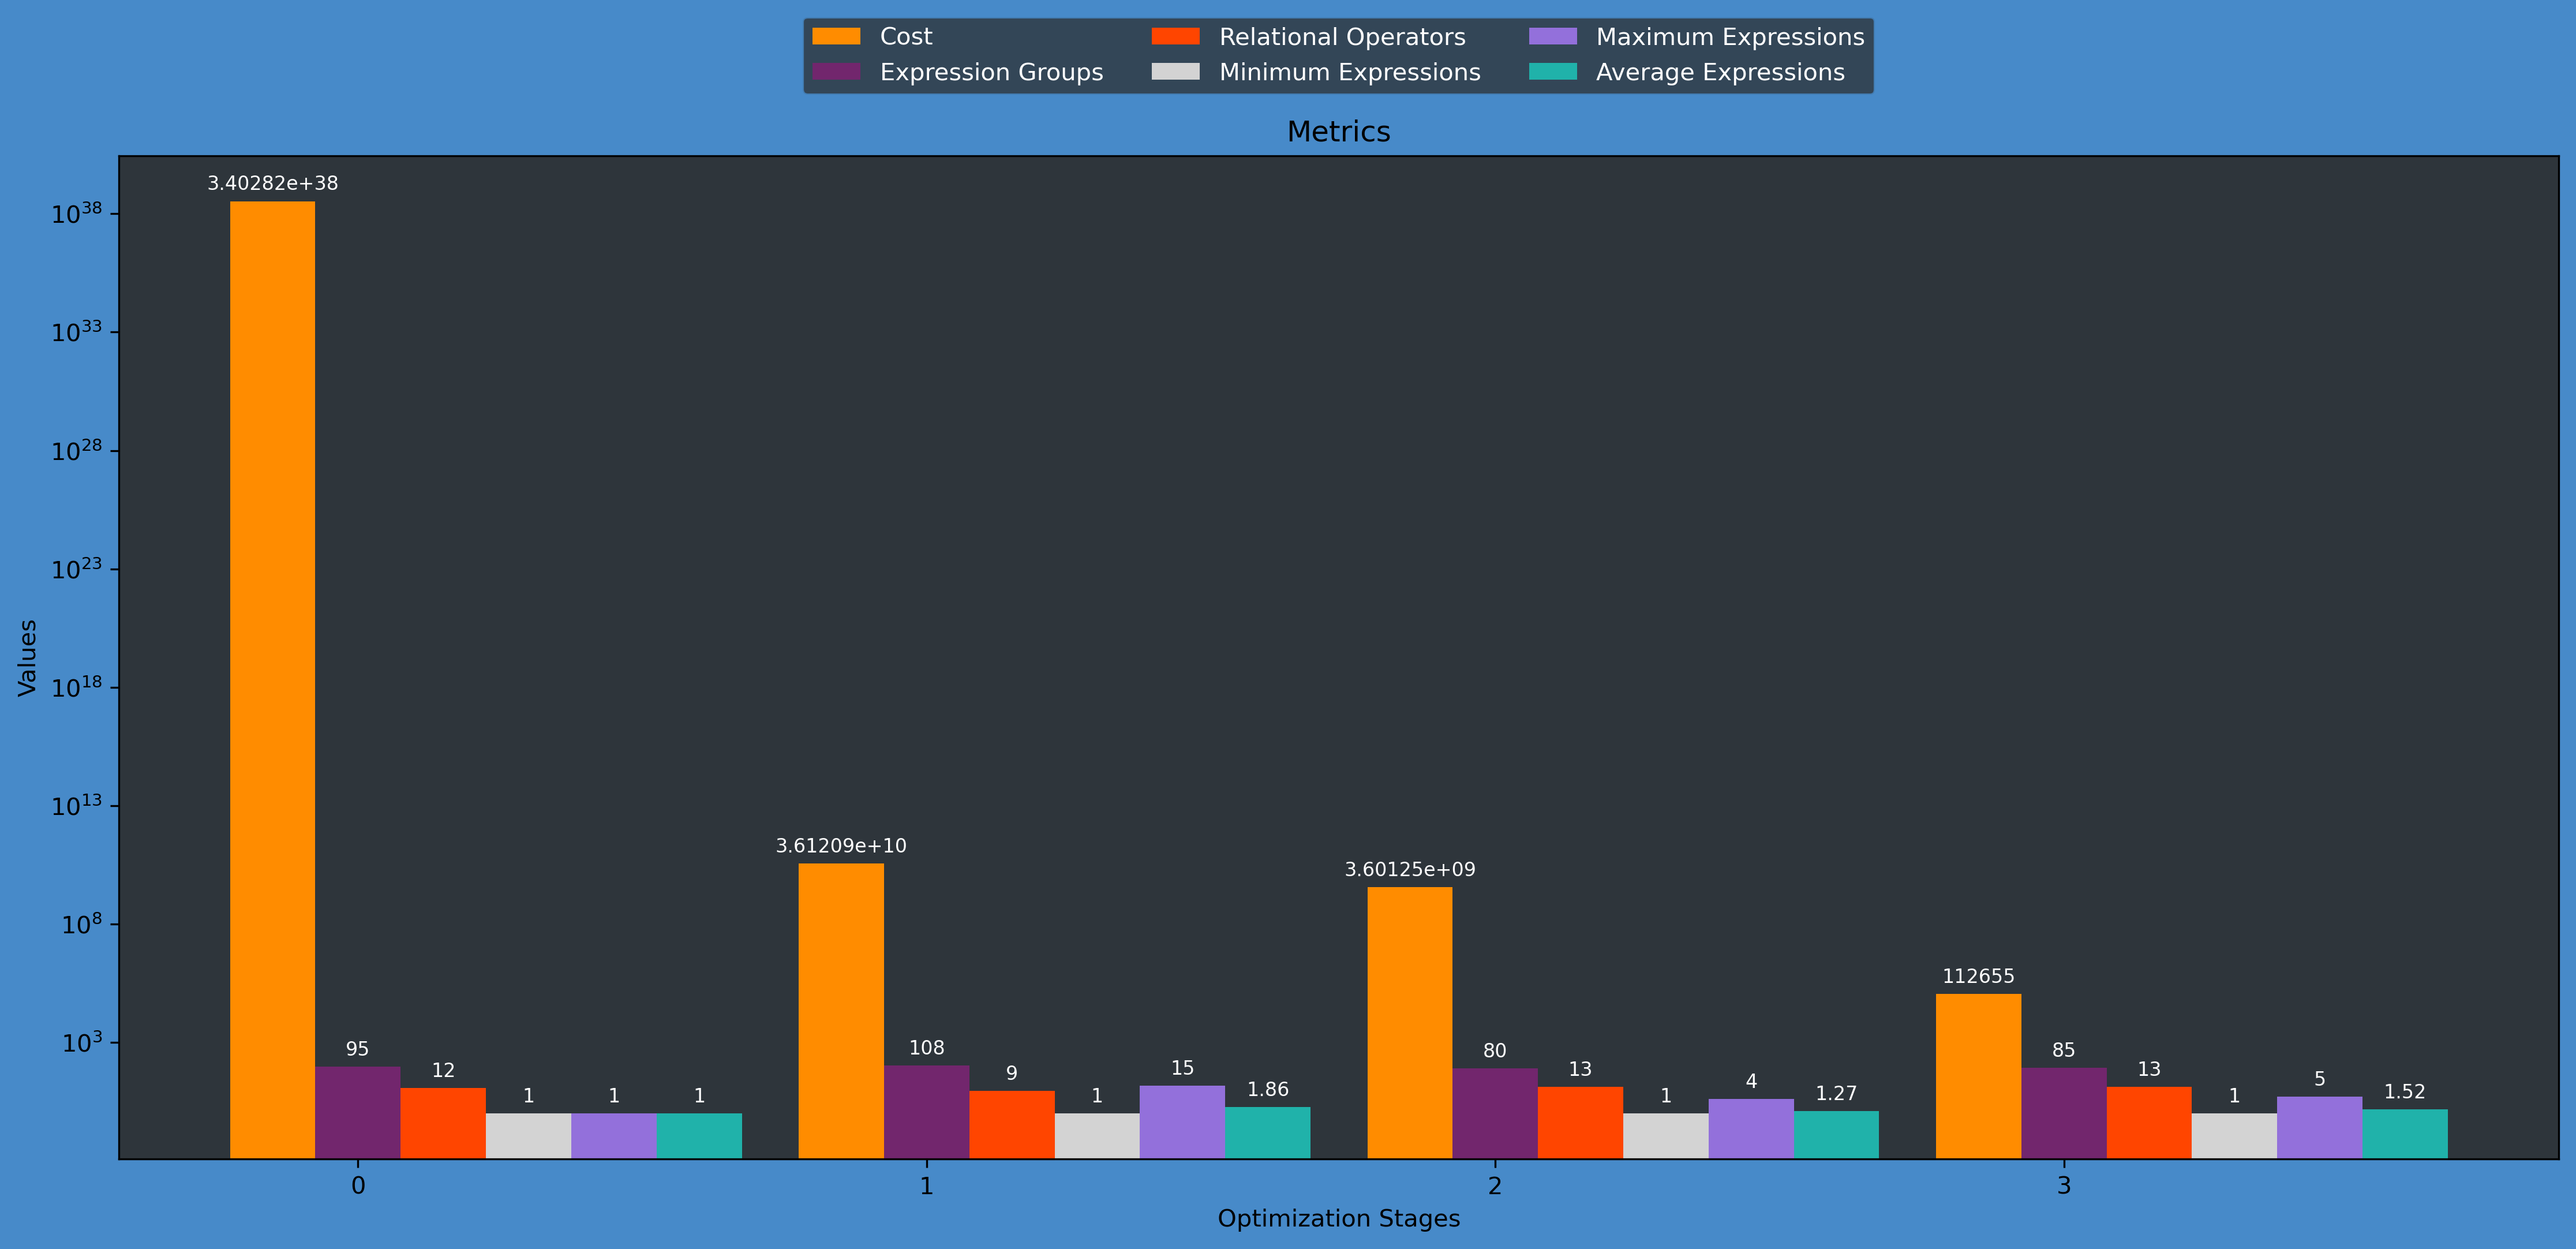 Cost
Expression Groups
Relational Operators
Minimum Expressions
Maximum Expressions
Average Expressions
Metrics
Values
10^38
10^33
10^28
10^23
10^18
10^13
10^8
10^3
3.40282e+38
95
12
1
1
1
3.61209e+10
108
9
1
15
1.86
3.60125e+09
80
13
1
4
1.27
112655
85
13
1
5
1.52
0
1
2
3
Optimization Stages